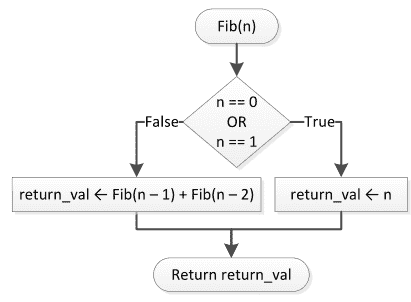 Fib(n)
n == 0
OR
n == 1
False
True
return_val ← Fib(n – 1) + Fib(n – 2)
return_val ← n
Return return_val